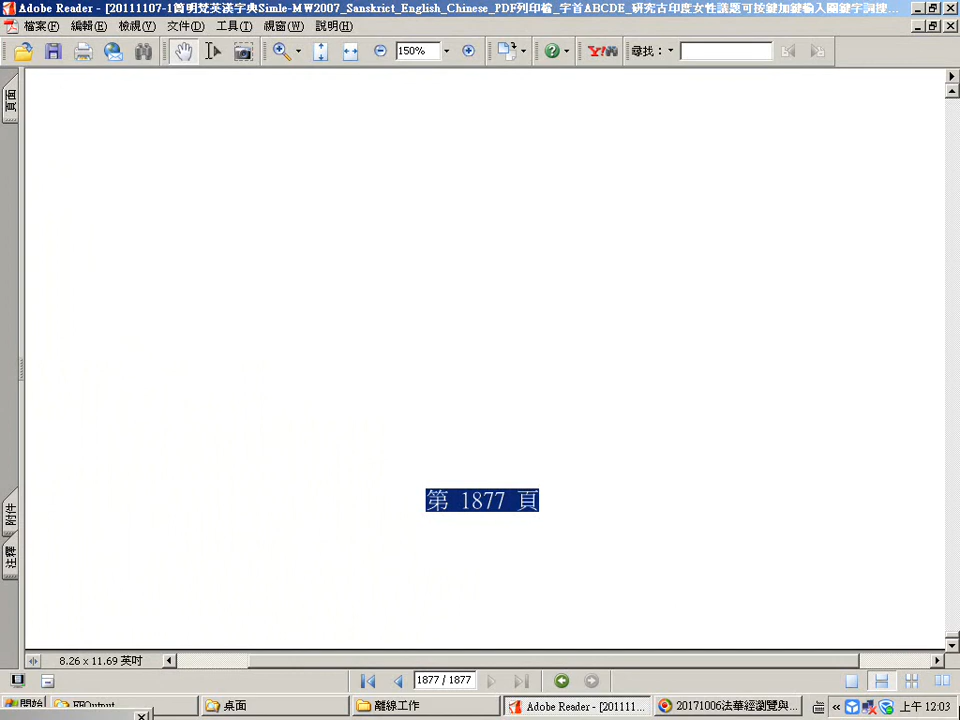 Adobe Reader - [20111107-1簡明梵英漢字典Simle-MW2007_Sanskrict_English_Chinese_PDF列印檔_字首ABCDE_研究古印度女性議題可按鍵加鍵輸入關鍵字詞搜...
檔案(F) 編輯(E) 檢視(V) 文件(D) 工具(T) 視窗(W) 說明(H)
150% Y! 尋找:
頁面
第 1877 頁
附件
注釋
8.26 x 11.69 英吋
1877 / 1877
開始 FFOutput 桌面 離線工作 Adobe Reader - [201111... 20171006法華經瀏覽與... « 上午 12:03